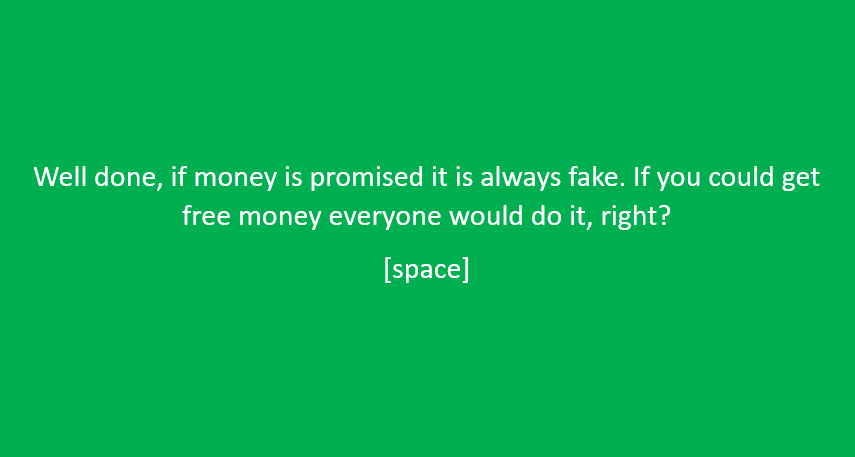 Well done, if money is promised it is always fake. If you could get
free money everyone would do it, right?
[space]